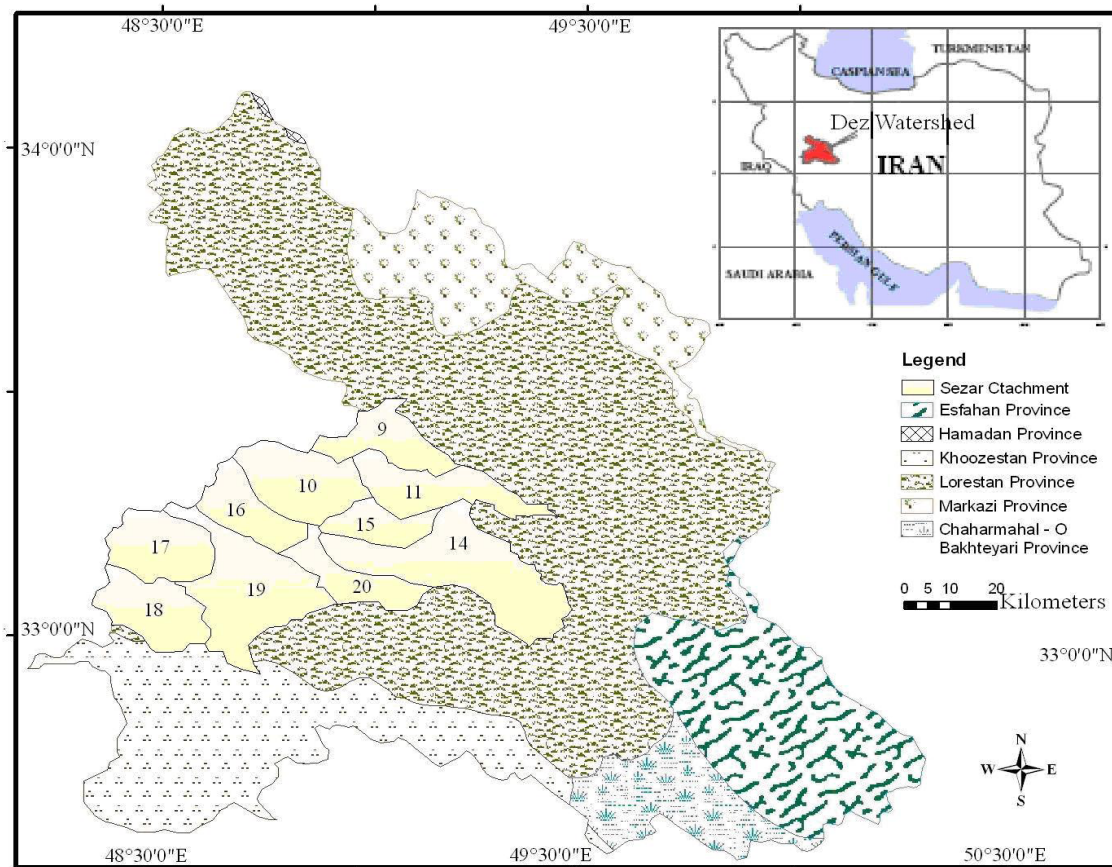 48°30'0"E
49°30'0"E
34°0'0"N
33°0'0"N
TURKMENISTAN
CASPIAN SEA
Dez Watershed
IRAQ
IRAN
PERSIAN GULF
SAUDI ARABIA
Legend
Sezar Ctachment
Esfahan Province
Hamadan Province
Khoozestan Province
Lorestan Province
Markazi Province
Chaharmahal - O
Bakhteyari Province
0 5 10 20 Kilometers
9
10
11
16
15
14
17
19
20
18
33°0'0"N
N
W E
S
48°30'0"E
49°30'0"E
50°30'0"E